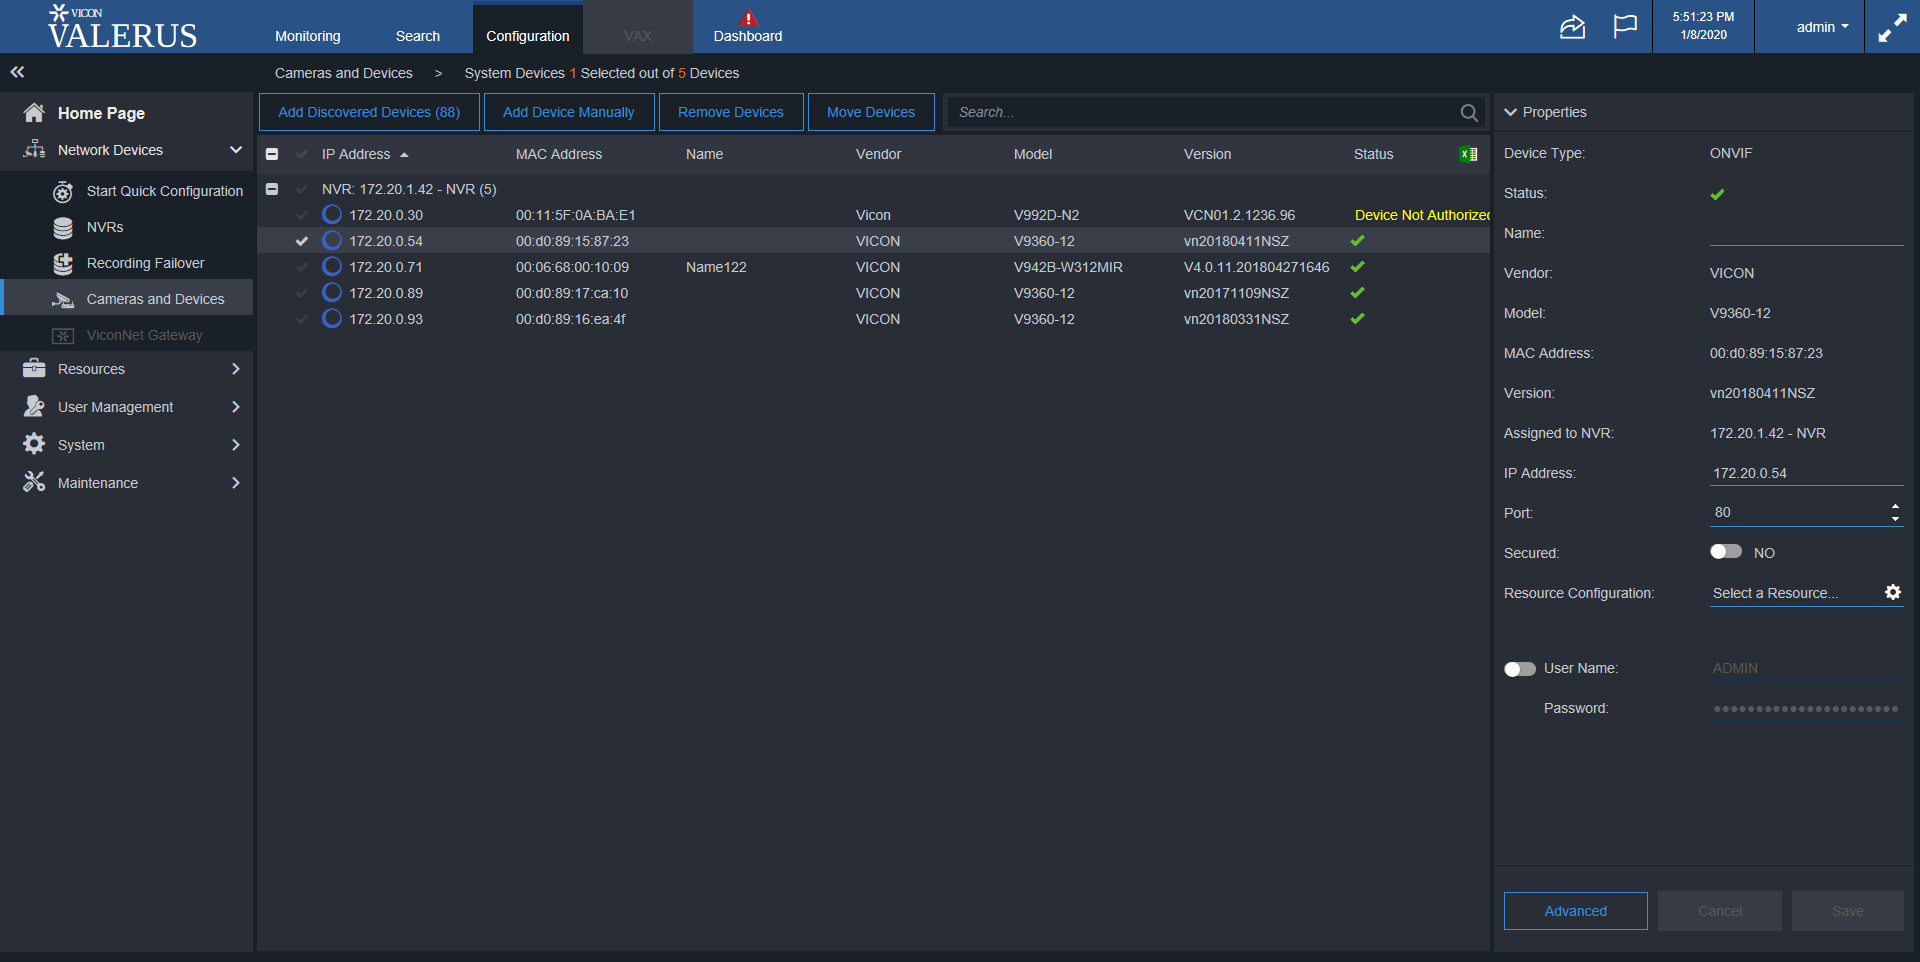 VICON
VALERUS
Monitoring
Search
Configuration
VAX
Dashboard
5:51:23 PM
1/8/2020
admin
Cameras and Devices > System Devices 1 Selected out of 5 Devices
Home Page
Network Devices
Start Quick Configuration
NVRs
Recording Failover
Cameras and Devices
ViconNet Gateway
Resources
User Management
System
Maintenance
Add Discovered Devices (88)
Add Device Manually
Remove Devices
Move Devices
Search...
IP Address MAC Address Name Vendor Model Version Status
NVR: 172.20.1.42 - NVR (5)
172.20.0.30 00:11:5F:0A:BA:E1 Vicon V992D-N2 VCN01.2.1236.96 Device Not Authorized
172.20.0.54 00:d0:89:15:87:23 VICON V9360-12 vn20180411NSZ
172.20.0.71 00:06:68:00:10:09 Name122 VICON V942B-W312MIR V4.0.11.201804271646
172.20.0.89 00:d0:89:17:ca:10 VICON V9360-12 vn20171109NSZ
172.20.0.93 00:d0:89:16:ea:4f VICON V9360-12 vn20180331NSZ
Properties
Device Type: ONVIF
Status:
Name:
Vendor: VICON
Model: V9360-12
MAC Address: 00:d0:89:15:87:23
Version: vn20180411NSZ
Assigned to NVR: 172.20.1.42 - NVR
IP Address: 172.20.0.54
Port: 80
Secured: NO
Resource Configuration: Select a Resource...
User Name: ADMIN
Password:
Advanced
Cancel
Save